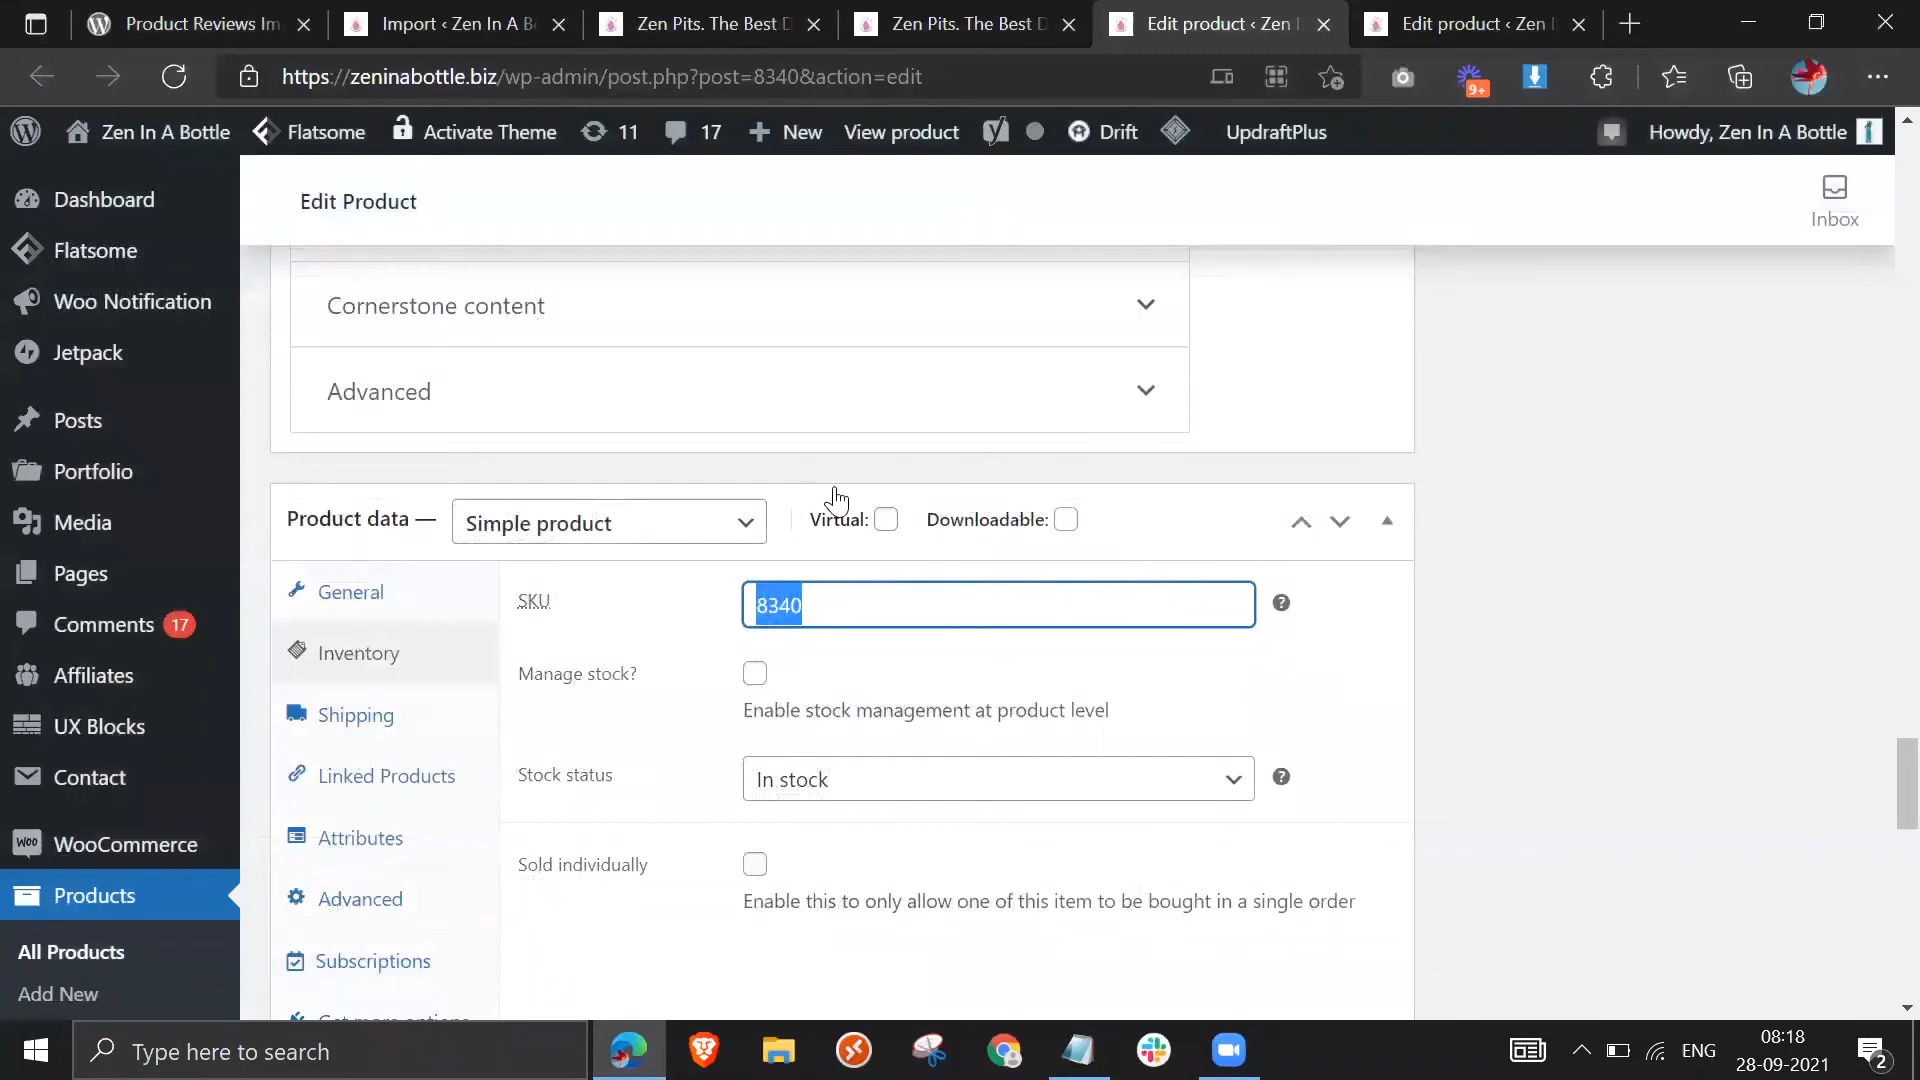 Product Reviews Im
Import ‹ Zen In A B
Zen Pits. The Best D
Zen Pits. The Best D
Edit product ‹ Zen I
Edit product ‹ Zen I
https://zeninabottle.biz/wp-admin/post.php?post=8340&action=edit
9+
Zen In A Bottle
Flatsome
Activate Theme
11
17
New
View product
Drift
UpdraftPlus
Howdy, Zen In A Bottle
Dashboard
Flatsome
Woo Notification
Jetpack
Posts
Portfolio
Media
Pages
Comments 17
Affiliates
UX Blocks
Contact
WooCommerce
Products
All Products
Add New
Edit Product
Inbox
Cornerstone content
Advanced
Product data —
Simple product
Virtual:
Downloadable:
General
Inventory
Shipping
Linked Products
Attributes
Advanced
Subscriptions
Get more options
SKU
8340
Manage stock?
Enable stock management at product level
Stock status
In stock
Sold individually
Enable this to only allow one of this item to be bought in a single order
Type here to search
ENG
08:18
28-09-2021
2